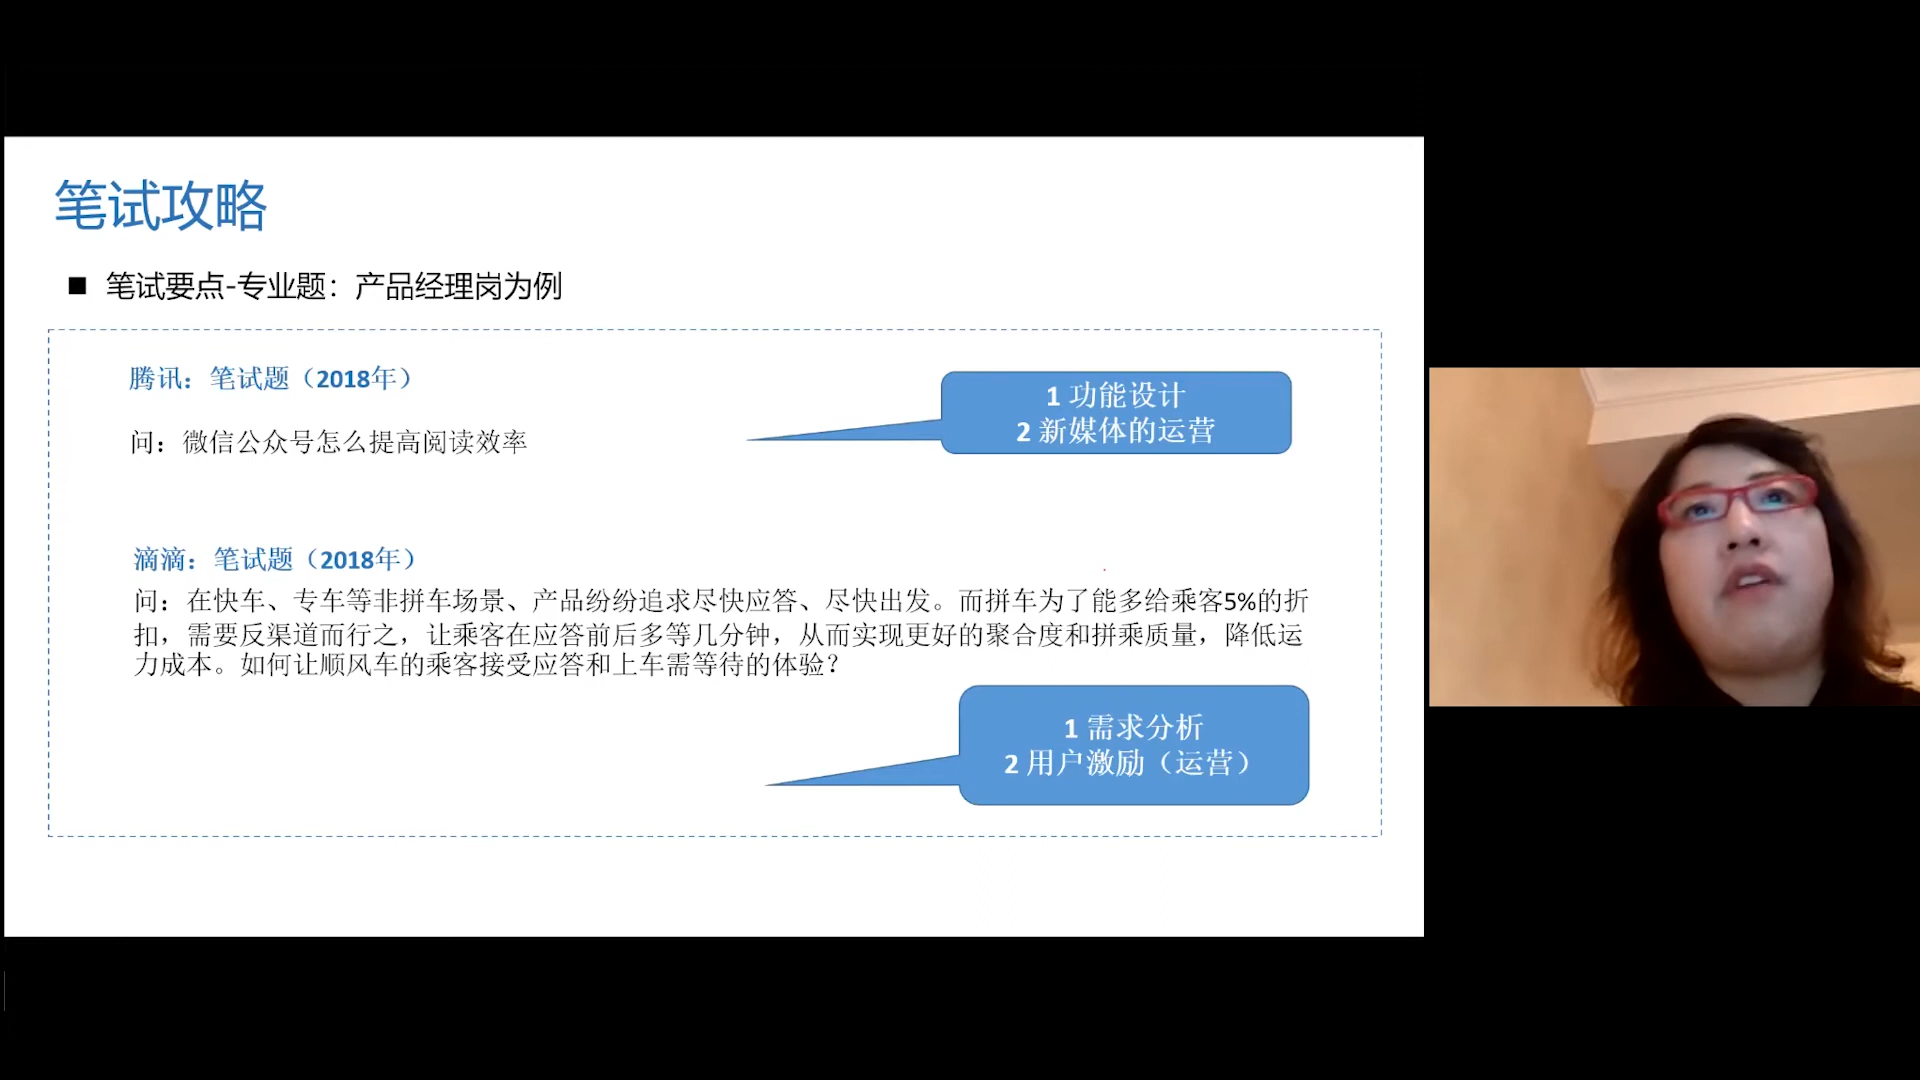 笔试攻略
■ 笔试要点-专业题：产品经理岗为例
腾讯：笔试题（2018年）
1 功能设计
2 新媒体的运营
问：微信公众号怎么提高阅读效率
滴滴：笔试题（2018年）
问：在快车、专车等非拼车场景、产品纷纷追求尽快应答、尽快出发。而拼车为了能多给乘客5%的折
扣，需要反渠道而行之，让乘客在应答前后多等几分钟，从而实现更好的聚合度和拼乘质量，降低运
力成本。如何让顺风车的乘客接受应答和上车需等待的体验？
1 需求分析
2 用户激励（运营）